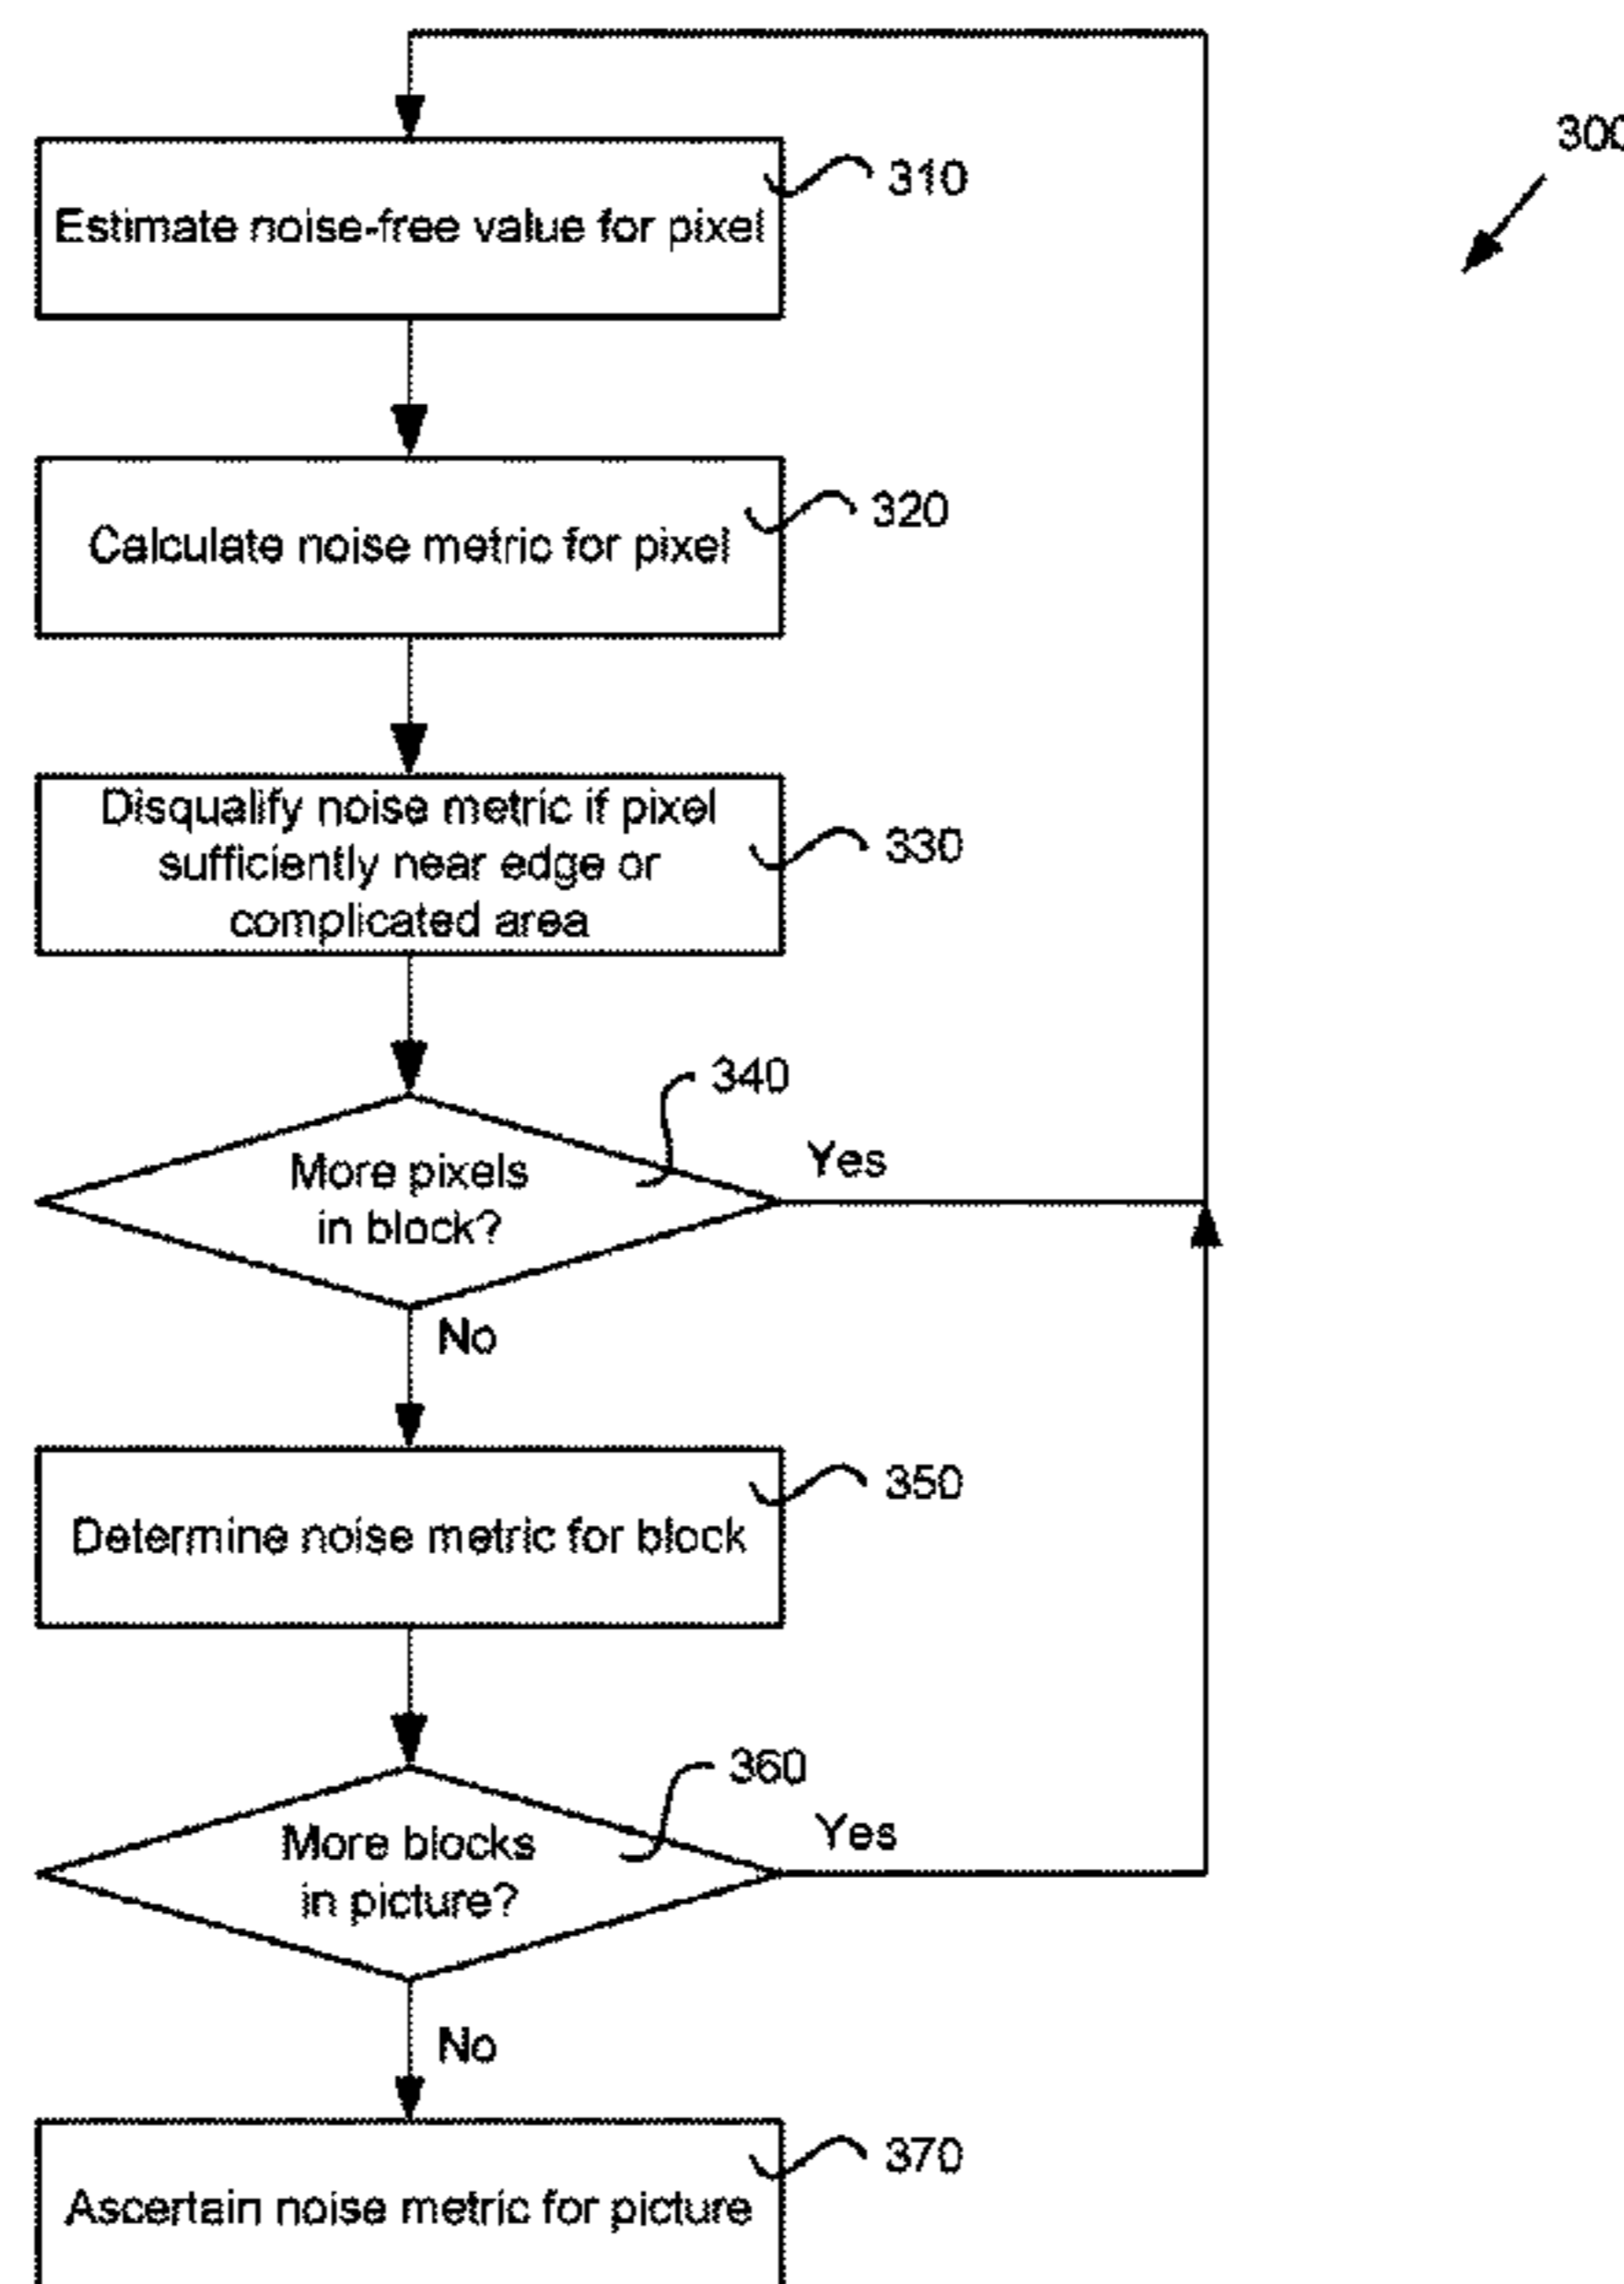 300
310
Estimate noise-free value for pixel
320
Calculate noise metric for pixel
Disqualify noise metric if pixel
sufficiently near edge or
complicated area
330
340
More pixels
in block?
Yes
No
350
Determine noise metric for block
360
More blocks
in picture?
Yes
No
370
Ascertain noise metric for picture